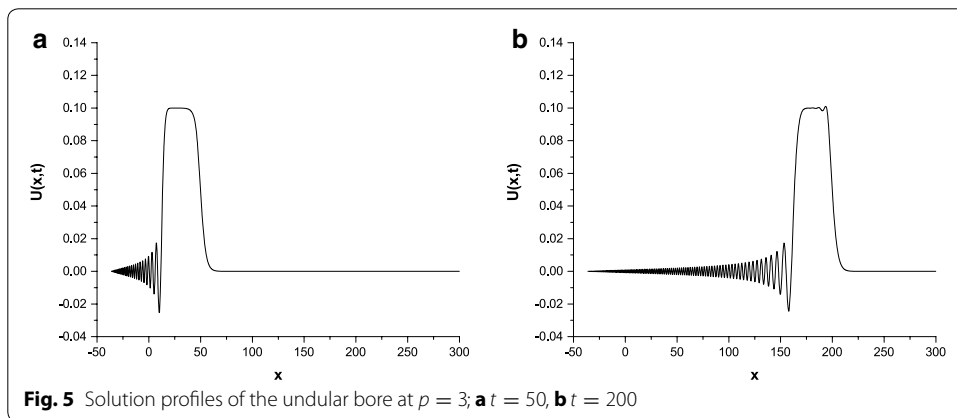 a
b
0.14 0.14
0.12 0.12
0.10 0.10
0.08 0.08
0.06 0.06
0.04 0.04
0.02 0.02
0.00 0.00
-0.02 -0.02
-0.04 -0.04
U(x,t) U(x,t)
-50 0 50 100 150 200 250 300
-50 0 50 100 150 200 250 300
x x
Fig. 5 Solution profiles of the undular bore at p = 3; a t = 50, b t = 200